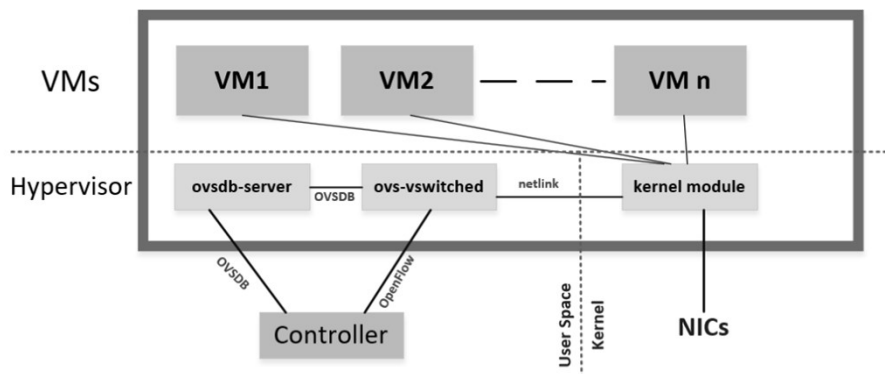 VMs
VM1
VM2
VM n
Hypervisor
ovsdb-server
OVSDB
ovs-vswitched
netlink
kernel module
OVSDB
OpenFlow
Controller
User Space
Kernel
NICs